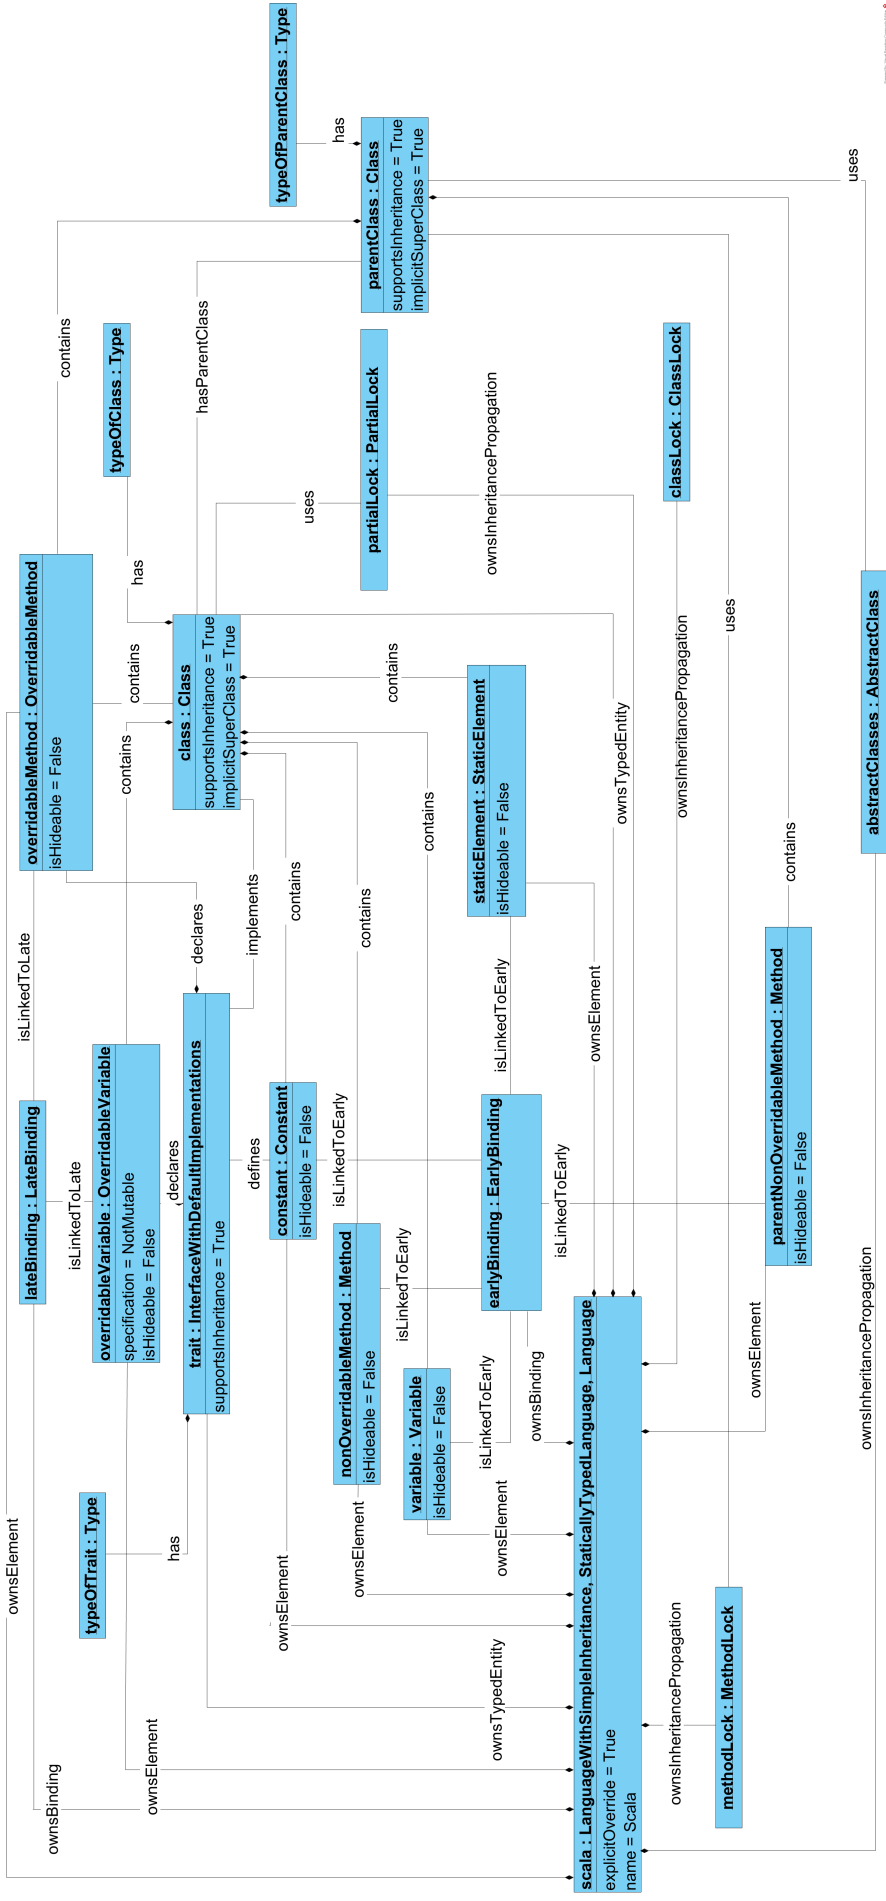 typeOfParentClass : Type
has
parentClass : Class
supportsInheritance = True
implicitSuperClass = True
uses
contains
hasParentClass
typeOfClass : Type
has
partialLock : PartialLock
uses
ownsInheritancePropagation
classLock : ClassLock
ownsInheritancePropagation
uses
contains
overridableMethod : OverridableMethod
isHideable = False
contains
contains
class : Class
supportsInheritance = True
implicitSuperClass = True
contains
ownsTypedEntity
abstractClasses : AbstractClass
staticElement : StaticElement
isHideable = False
contains
contains
contains
implements
declares
isLinkedToLate
isLinkedToEarly
ownsElement
contains
parentNonOverridableMethod : Method
isHideable = False
lateBinding : LateBinding
isLinkedToLate
overridableVariable : OverridableVariable
specification = NotMutable
isHideable = False
declares
trait : InterfaceWithDefaultImplementations
supportsInheritance = True
defines
constant : Constant
isHideable = False
isLinkedToEarly
earlyBinding : EarlyBinding
isLinkedToEarly
nonOverridableMethod : Method
isHideable = False
isLinkedToEarly
variable : Variable
isHideable = False
isLinkedToEarly
ownsBinding
ownsElement
ownsInheritancePropagation
typeOfTrait : Type
has
ownsElement
ownsElement
ownsElement
ownsElement
ownsTypedEntity
ownsElement
ownsBinding
scala : LanguageWithSimpleInheritance, StaticallyTypedLanguage, Language
explicitOverride = True
name = Scala
ownsInheritancePropagation
methodLock : MethodLock